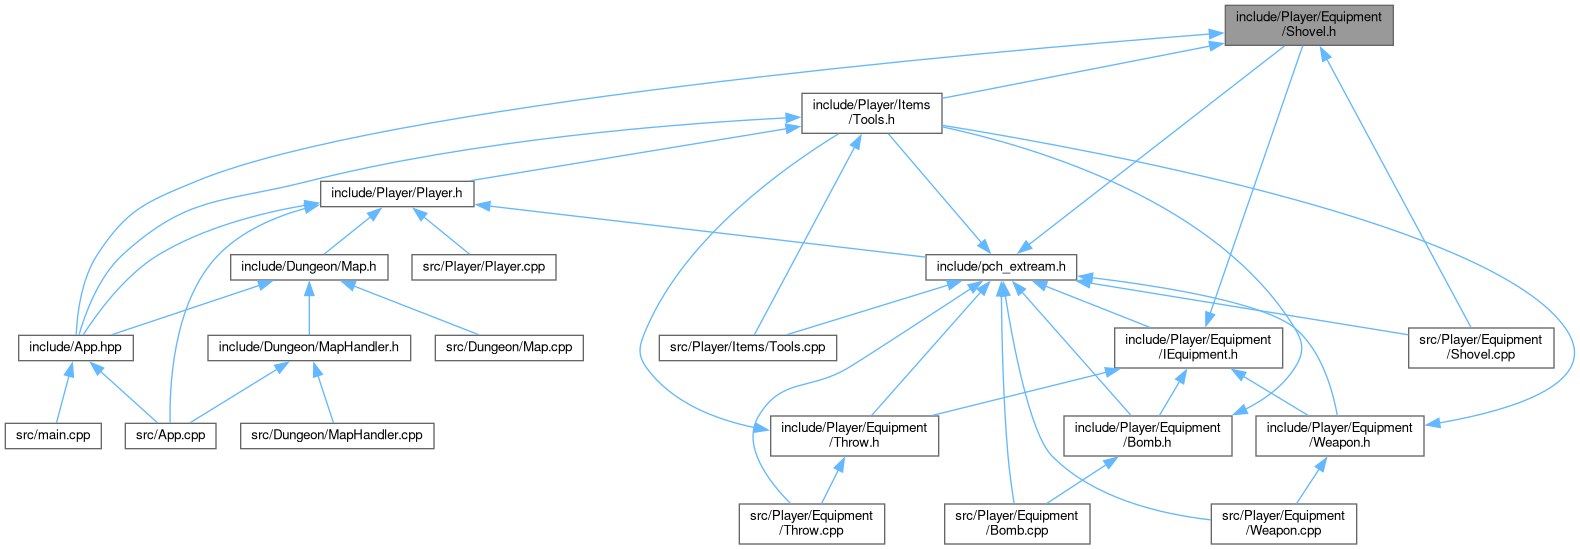 include/Player/Equipment
/Shovel.h
include/Player/Items
/Tools.h
include/Player/Player.h
include/Dungeon/Map.h
src/Player/Player.cpp
include/pch_extream.h
include/App.hpp
include/Dungeon/MapHandler.h
src/Dungeon/Map.cpp
src/Player/Items/Tools.cpp
include/Player/Equipment
/IEquipment.h
src/Player/Equipment
/Shovel.cpp
src/main.cpp
src/App.cpp
src/Dungeon/MapHandler.cpp
include/Player/Equipment
/Throw.h
include/Player/Equipment
/Bomb.h
include/Player/Equipment
/Weapon.h
src/Player/Equipment
/Throw.cpp
src/Player/Equipment
/Bomb.cpp
src/Player/Equipment
/Weapon.cpp